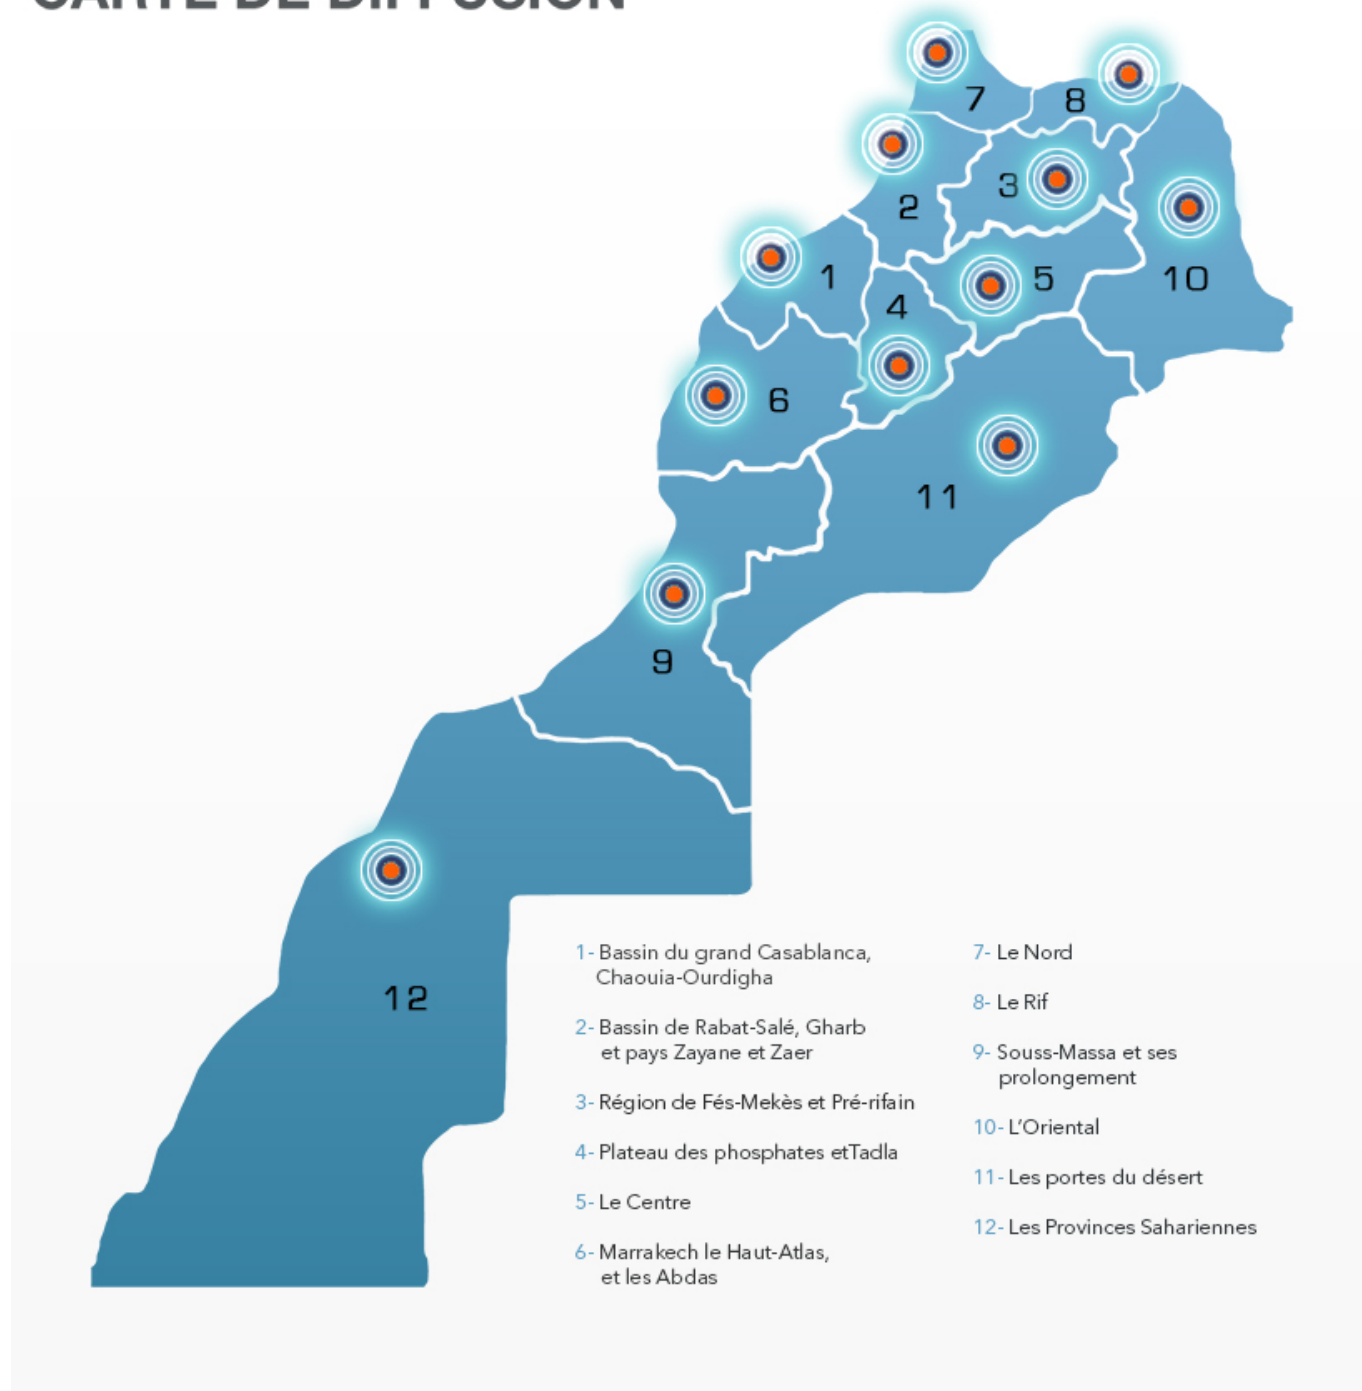 CARTE DE DIFFUSION
7
8
3
2
1
5
10
4
6
11
9
12
1- Bassin du grand Casablanca,
Chaouia-Ourdigha
2- Bassin de Rabat-Salé, Gharb
et pays Zayane et Zaer
3- Région de Fés-Mekès et Pré-rifain
4- Plateau des phosphates etTadla
5- Le Centre
6- Marrakech le Haut-Atlas,
et les Abdas
7- Le Nord
8- Le Rif
9- Souss-Massa et ses
prolongement
10- L'Oriental
11- Les portes du désert
12- Les Provinces Sahariennes